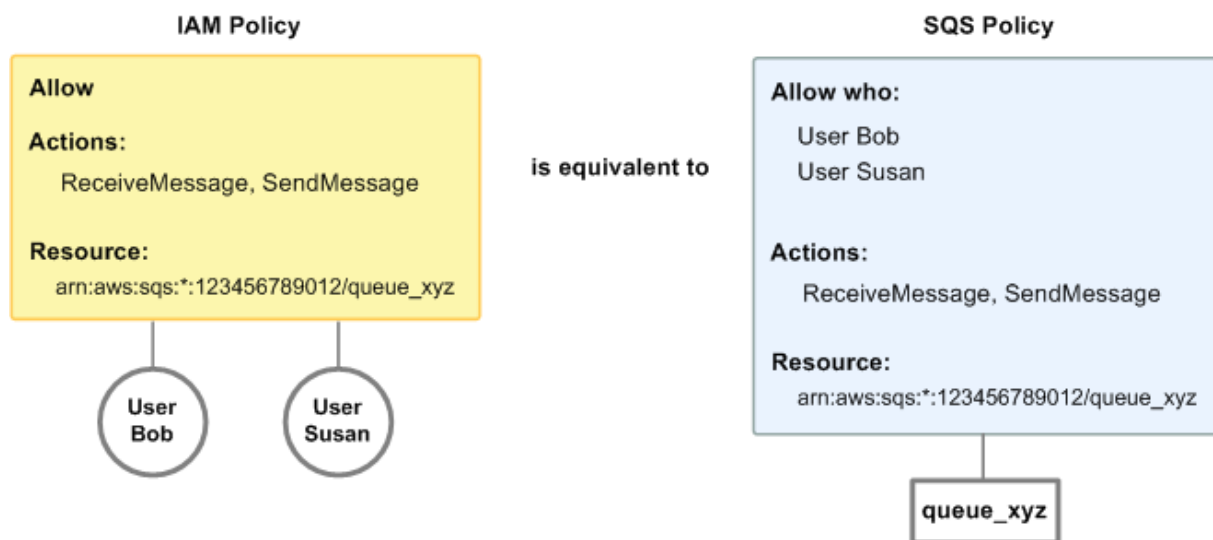 IAM Policy
Allow
Actions:
ReceiveMessage, SendMessage
Resource:
arn:aws:sqs:*:123456789012/queue_xyz
User
Bob
User
Susan
is equivalent to
SQS Policy
Allow who:
User Bob
User Susan
Actions:
ReceiveMessage, SendMessage
Resource:
arn:aws:sqs:*:123456789012/queue_xyz
queue_xyz